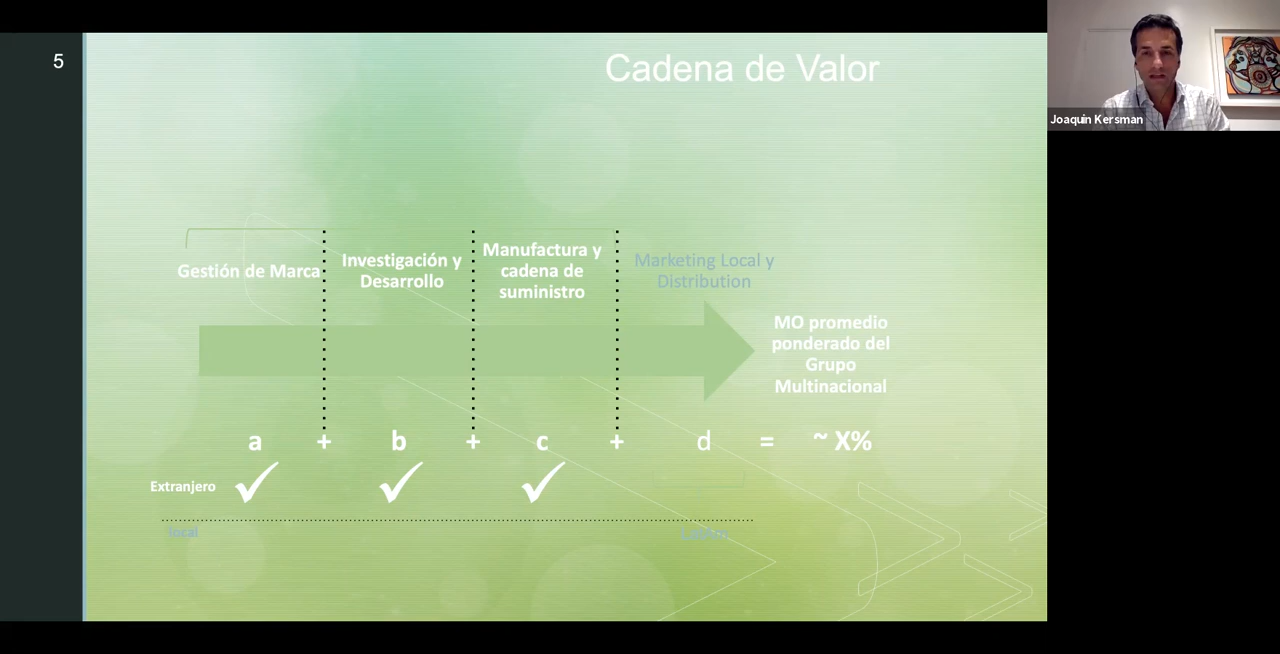 5
Cadena de Valor
Joaquin Kersman
Gestión de Marca
Investigación y
Desarrollo
Manufactura y
cadena de
suministro
Marketing Local y
Distribution
MO promedio
ponderado del
Grupo
Multinacional
a + b + c + d = ~ X%
Extranjero
local